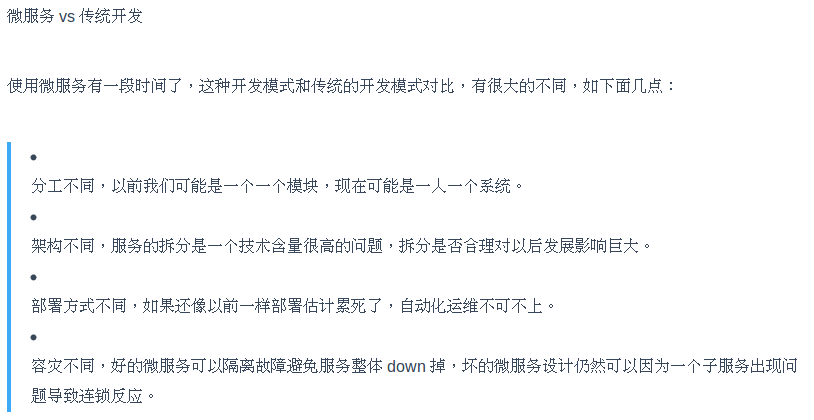 微服务 vs 传统开发
使用微服务有一段时间了，这种开发模式和传统的开发模式对比，有很大的不同，如下面几点：
分工不同，以前我们可能是一个一个模块，现在可能是一人一个系统。
架构不同，服务的拆分是一个技术含量很高的问题，拆分是否合理对以后发展影响巨大。
部署方式不同，如果还像以前一样部署估计累死了，自动化运维不可不上。
容灾不同，好的微服务可以隔离故障避免服务整体 down 掉，坏的微服务设计仍然可以因为一个子服务出现问
题导致连锁反应。